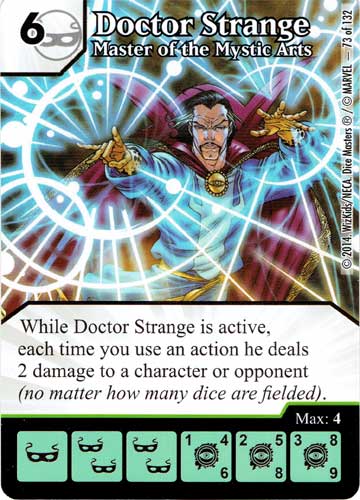 6
Doctor Strange
Master of the Mystic Arts
© 2014 WizKids/NECA. Dice Masters ® / © MARVEL – 73 of 132
While Doctor Strange is active,
each time you use an action he deals
2 damage to a character or opponent
(no matter how many dice are fielded).
Max: 4
1 4 6
2 5 8
3 8 9